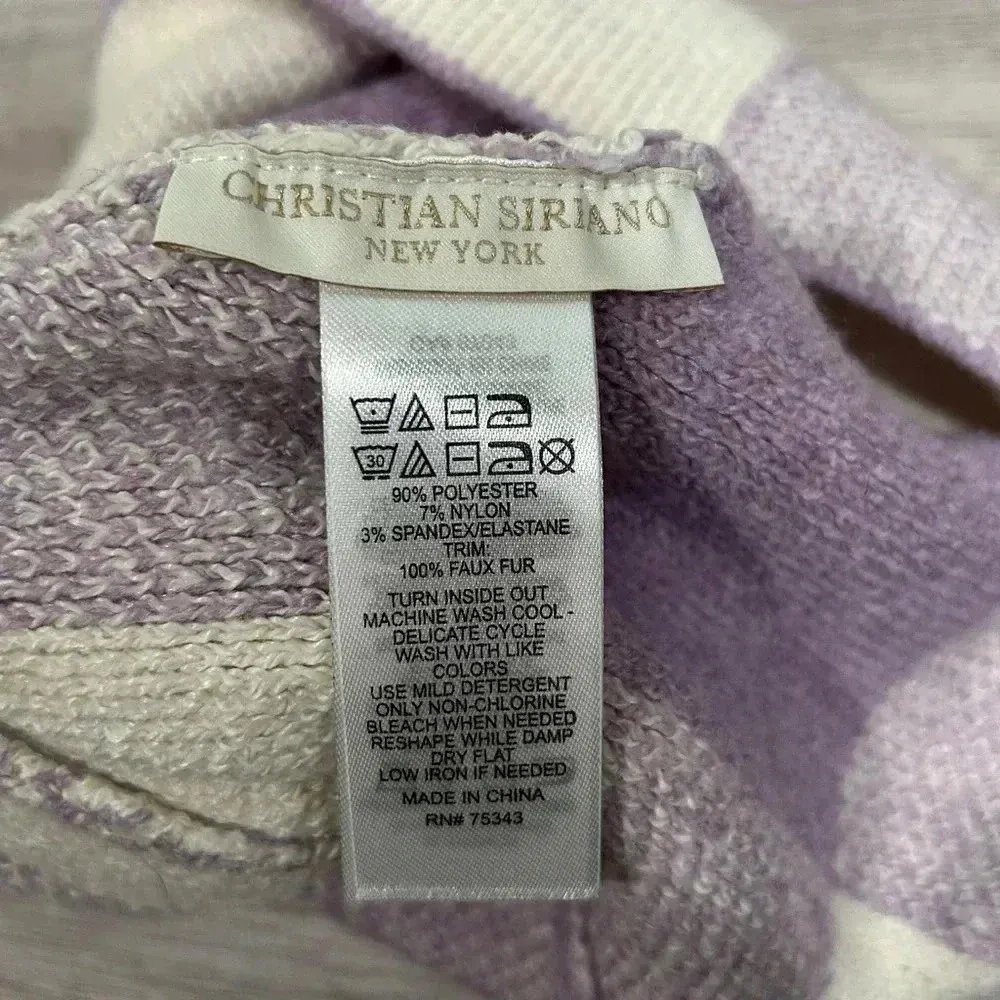 CHRISTIAN SIRIANO
NEW YORK
30
90% POLYESTER
7% NYLON
3% SPANDEX/ELASTANE
TRIM:
100% FAUX FUR
TURN INSIDE OUT
MACHINE WASH COOL -
DELICATE CYCLE
WASH WITH LIKE
COLORS
USE MILD DETERGENT
ONLY NON-CHLORINE
BLEACH WHEN NEEDED
RESHAPE WHILE DAMP
DRY FLAT
LOW IRON IF NEEDED
MADE IN CHINA
RN# 75343